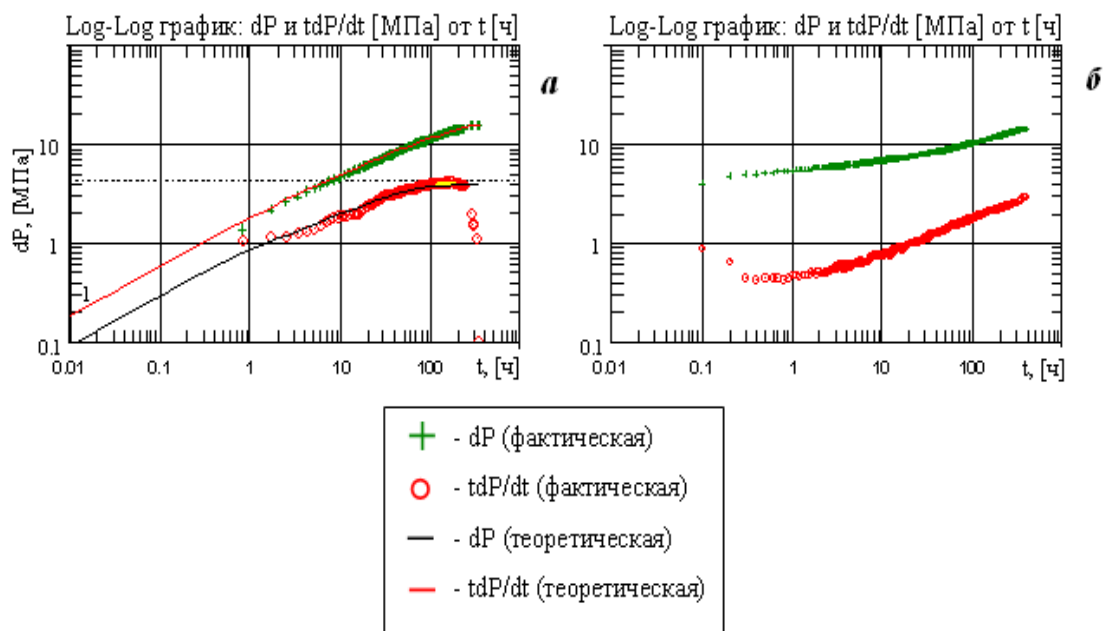 Log-Log график: dP и tdP/dt [МПа] от t [ч]
а
dP, [МПа]
10
1
-1
0.1
0.01
0.1
1
10
100
t, [ч]
Log-Log график: dP и tdP/dt [МПа] от t [ч]
б
10
1
0.1
0.01
0.1
1
10
100
t, [ч]
- dP (фактическая)
- tdP/dt (фактическая)
- dP (теоретическая)
- tdP/dt (теоретическая)